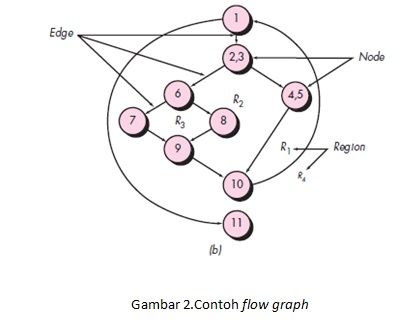 1
Edge
2,3
Node
6
4,5
R2
7
R3
8
9
R1
Region
R4
10
11
(b)
Gambar 2.Contoh flow graph